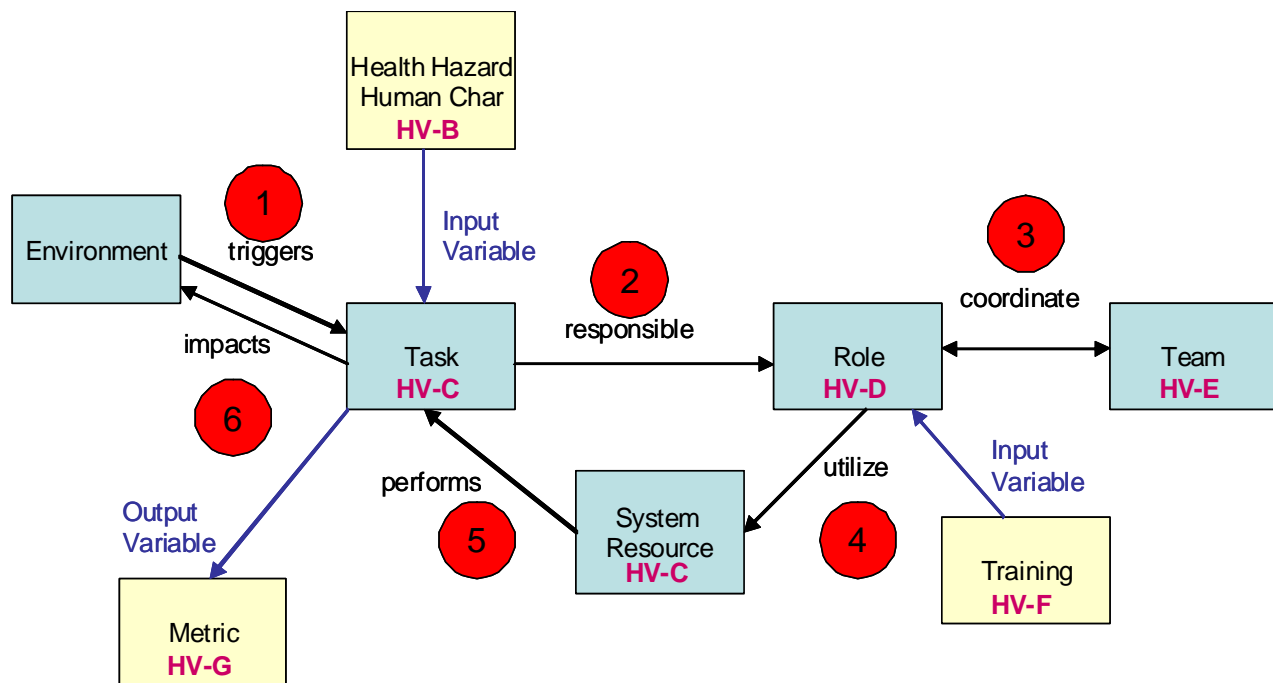 Health Hazard
Human Char
HV-B
1
triggers
Environment
Input
Variable
3
2
coordinate
responsible
impacts
Task
HV-C
Role
HV-D
Team
HV-E
6
performs
utilize
Input
Variable
Output
Variable
5
System
Resource
HV-C
4
Training
HV-F
Metric
HV-G